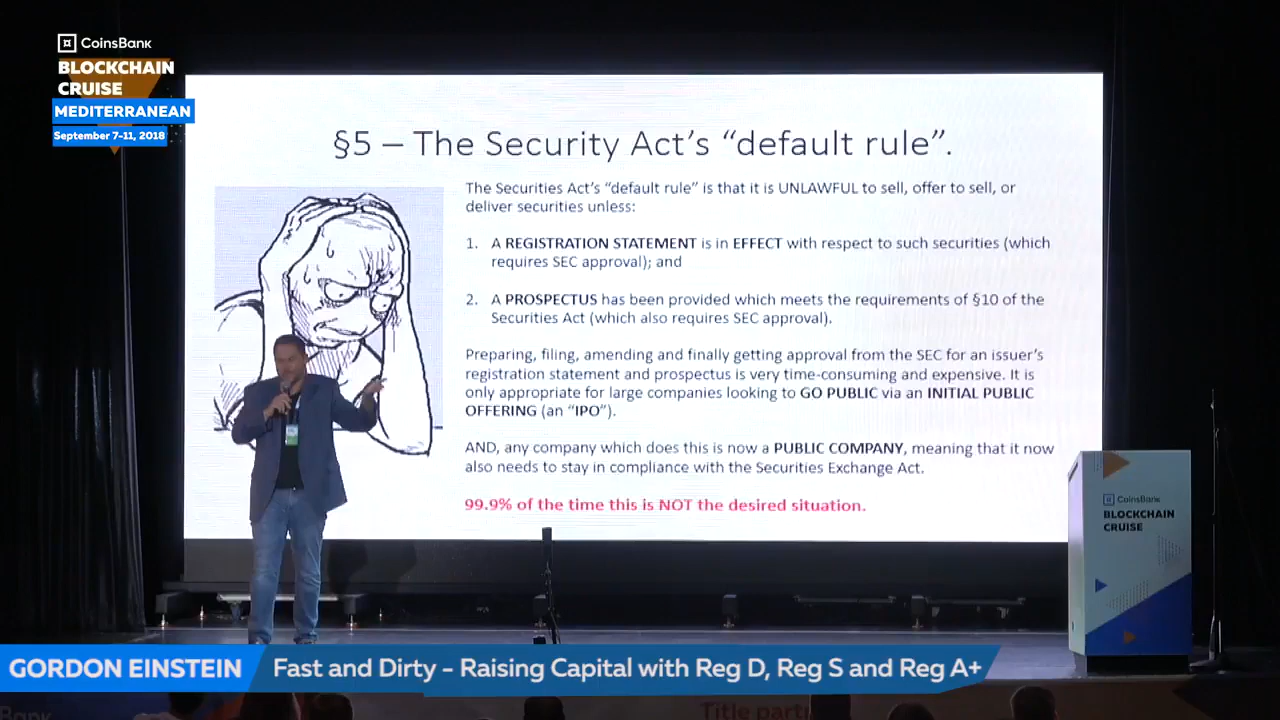 CoinsBank
BLOCKCHAIN
CRUISE
MEDITERRANEAN
September 7-11, 2018
§5 – The Security Act's “default rule”.
The Securities Act's “default rule” is that it is UNLAWFUL to sell, offer to sell, or
deliver securities unless:
1. A REGISTRATION STATEMENT is in EFFECT with respect to such securities (which
requires SEC approval); and
2. A PROSPECTUS has been provided which meets the requirements of §10 of the
Securities Act (which also requires SEC approval).
Preparing, filing, amending and finally getting approval from the SEC for an issuer's
registration statement and prospectus is very time-consuming and expensive. It is
only appropriate for large companies looking to GO PUBLIC via an INITIAL PUBLIC
OFFERING (an “IPO”).
AND, any company which does this is now a PUBLIC COMPANY, meaning that it now
also needs to stay in compliance with the Securities Exchange Act.
99.9% of the time this is NOT the desired situation.
CoinsBank
BLOCKCHAIN
CRUISE
GORDON EINSTEIN
Fast and Dirty – Raising Capital with Reg D, Reg S and Reg A+
Title